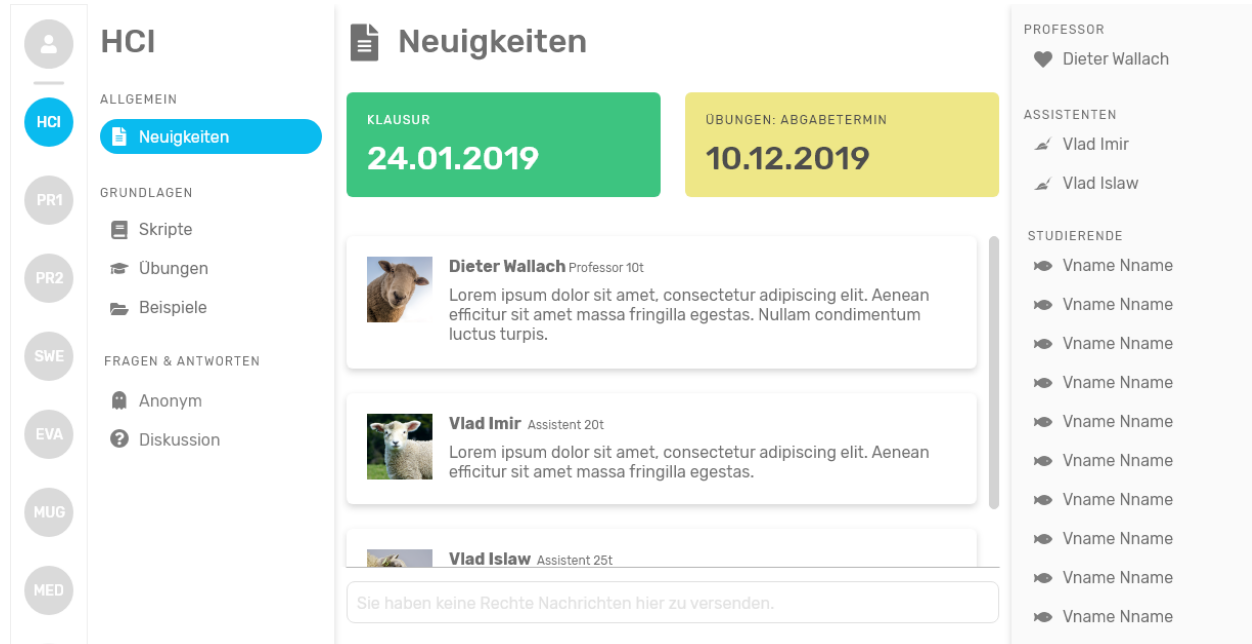 HCI
PR1
PR2
SWE
EVA
MUG
MED
HCI
ALLGEMEIN
Neuigkeiten
GRUNDLAGEN
Skripte
Übungen
Beispiele
FRAGEN & ANTWORTEN
Anonym
Diskussion
Neuigkeiten
KLAUSUR
24.01.2019
ÜBUNGEN: ABGABETERMIN
10.12.2019
Dieter Wallach Professor 10t
Lorem ipsum dolor sit amet, consectetur adipiscing elit. Aenean
efficitur sit amet massa fringilla egestas. Nullam condimentum
luctus turpis.
Vlad Imir Assistent 20t
Lorem ipsum dolor sit amet, consectetur adipiscing elit. Aenean
efficitur sit amet massa fringilla egestas.
Vlad Islaw Assistent 25t
Sie haben keine Rechte Nachrichten hier zu versenden.
PROFESSOR
Dieter Wallach
ASSISTENTEN
Vlad Imir
Vlad Islaw
STUDIERENDE
Vname Nname
Vname Nname
Vname Nname
Vname Nname
Vname Nname
Vname Nname
Vname Nname
Vname Nname
Vname Nname
Vname Nname